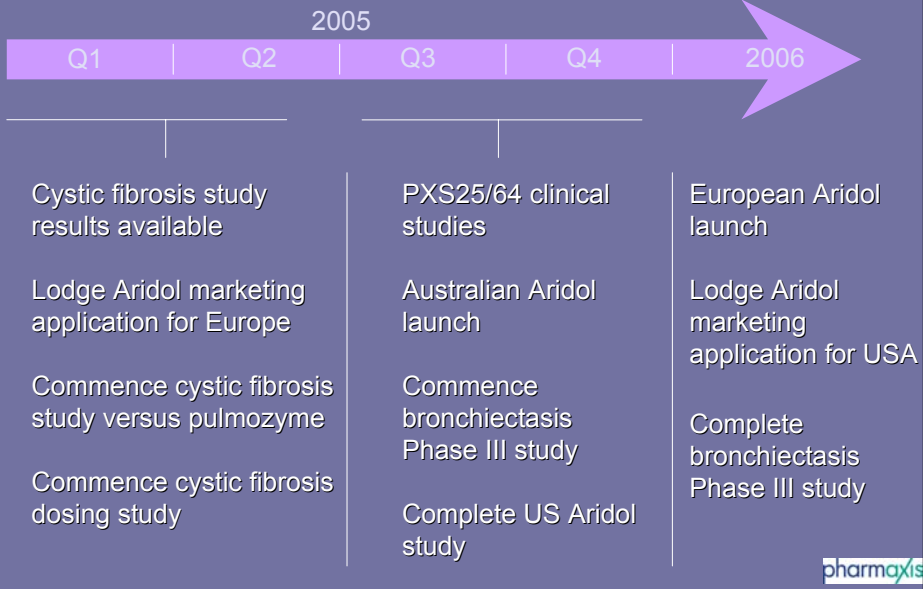 2005
Q1 Q2 Q3 Q4 2006
Cystic fibrosis study
results available
Lodge Aridol marketing
application for Europe
Commence cystic fibrosis
study versus pulmozyme
Commence cystic fibrosis
dosing study
PXS25/64 clinical
studies
Australian Aridol
launch
Commence
bronchiectasis
Phase III study
Complete US Aridol
study
European Aridol
launch
Lodge Aridol
marketing
application for USA
Complete
bronchiectasis
Phase III study
pharmaxis